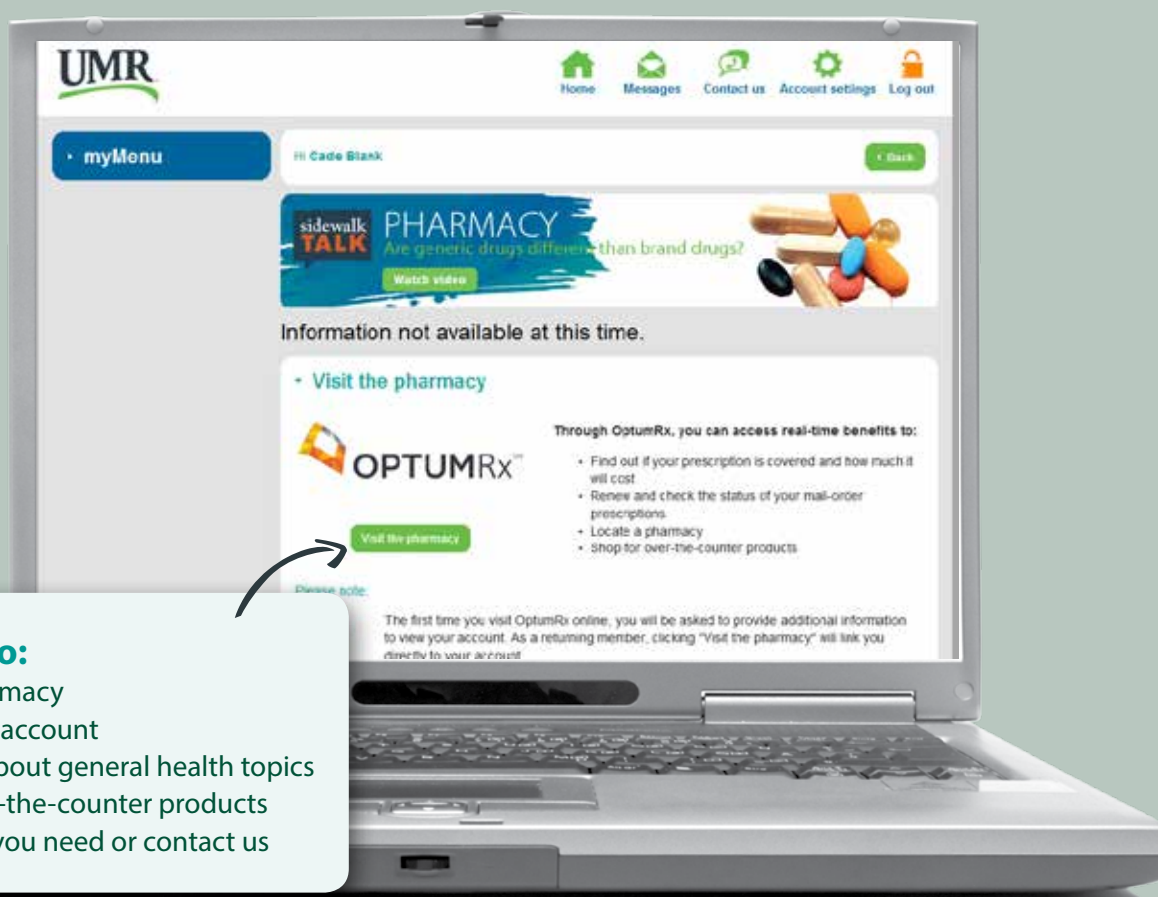 UMR
Home Messages Contact us Account settings Log out
myMenu
Hi Cade Blank
Back
sidewalk
TALK
PHARMACY
Are generic drugs different than brand drugs?
Watch video
Information not available at this time.
Visit the pharmacy
OPTUMRx™
Visit the pharmacy
Through OptumRx, you can access real-time benefits to:
• Find out if your prescription is covered and how much it
will cost
• Renew and check the status of your mail-order
prescriptions
• Locate a pharmacy
• Shop for over-the-counter products
Please note:
The first time you visit OptumRx online, you will be asked to provide additional information
to view your account. As a returning member, clicking "Visit the pharmacy" will link you
directly to your account
o:
macy
account
bout general health topics
-the-counter products
you need or contact us